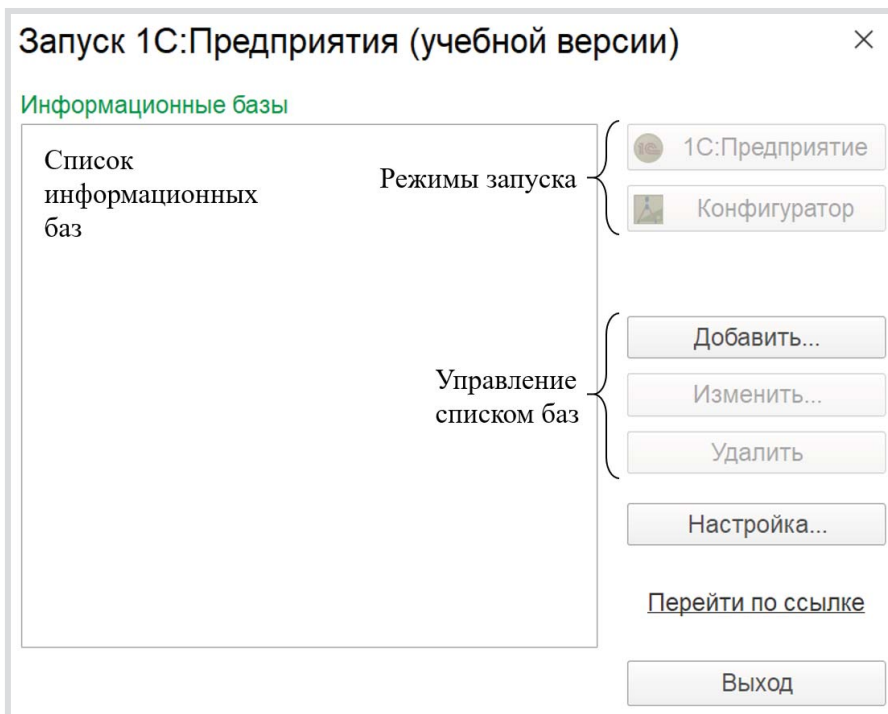 Запуск 1С:Предприятия (учебной версии)
Информационные базы
Список
информационных
баз
Режимы запуска
1С:Предприятие
Конфигуратор
Управление
списком баз
Добавить...
Изменить...
Удалить
Настройка...
Перейти по ссылке
Выход